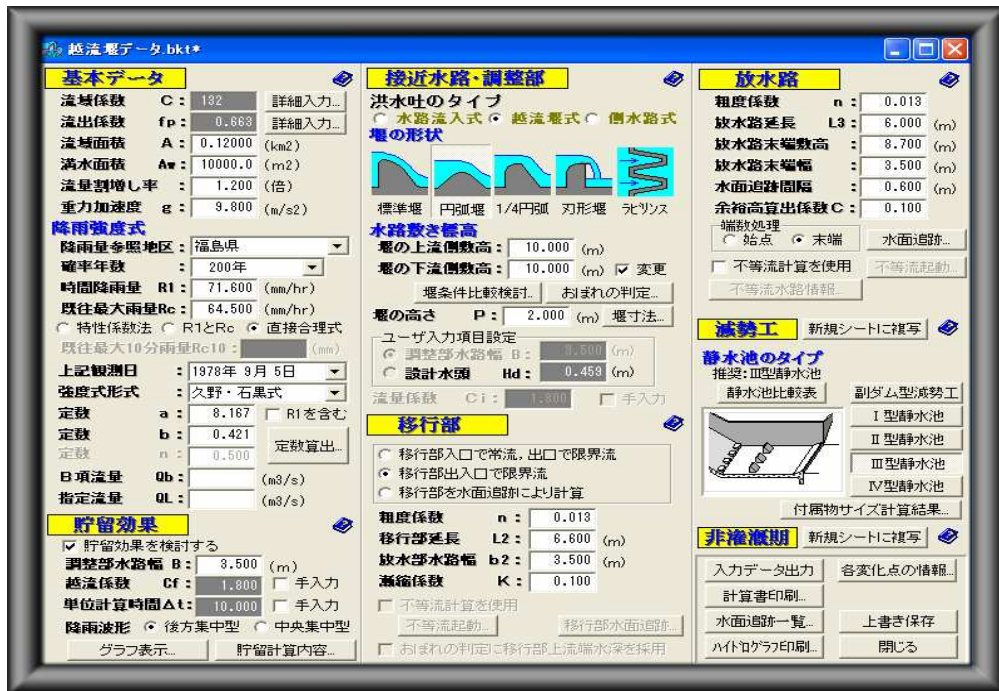 越流堰データ.bkt*
基本データ
流域係数 C: 132 詳細入力...
流出係数 fp: 0.663 詳細入力...
流域面積 A: 0.12000 (km2)
満水面積 Aw: 10000.0 (m2)
流量割増し率 : 1.200 (倍)
重力加速度 g: 9.800 (m/s2)
降雨強度式
降雨量参照地区: 福島県
確率年数 : 200年
時間降雨量 R1: 71.600 (mm/hr)
既往最大雨量Rc: 64.500 (mm/hr)
特性係数法 R1とRc 直接合理式
既往最大10分雨量Rc10: (mm)
上記観測日 : 1978年 9月 5日
強度式形式 : 久野・石黒式
定数 a: 8.167 R1を含む
定数 b: 0.421
定数算出...
定数 n: 0.500
B項流量 Qb: (m3/s)
指定流量 QL: (m3/s)
貯留効果
貯留効果を検討する
調整部水路幅 B: 3.500 (m)
越流係数 Cf: 1.800 手入力
単位計算時間Δt: 10.000 手入力
降雨波形 後方集中型 中央集中型
グラフ表示... 貯留計算内容...
接近水路・調整部
洪水吐のタイプ
水路流入式 越流堰式 側水路式
堰の形状
標準堰 円弧堰 1/4円弧 刃形堰 ラビリンス
水路敷き標高
堰の上流側敷高: 10.000 (m)
堰の下流側敷高: 10.000 (m) 変更
堰条件比較検討.. おぼれの判定...
堰の高さ P: 2.000 (m) 堰寸法...
ユーザ入力項目設定
調整部水路幅 B: 3.500 (m)
設計水頭 Hd: 0.459 (m)
流量係数 Ci: 1.800 手入力
移行部
移行部入口で常流, 出口で限界流
移行部出入口で限界流
移行部を水面追跡により計算
粗度係数 n: 0.013
移行部延長 L2: 6.600 (m)
放水部水路幅 b2: 3.500 (m)
漸縮係数 K: 0.100
不等流計算を使用
不等流起動... 移行部水面追跡...
おぼれの判定に移行部上流端水深を採用
放水路
粗度係数 n: 0.013
放水路延長 L3: 6.000 (m)
放水路末端敷高 : 8.700 (m)
放水路末端幅 : 3.500 (m)
水面追跡間隔 : 0.600 (m)
余裕高算出係数C: 0.100
端数処理
始点 末端 水面追跡...
不等流計算を使用 不等流起動...
不等流水路情報...
減勢工 新規シートに複写
静水池のタイプ
推奨:Ⅲ型静水池
静水池比較表 副ダム型減勢工
Ⅰ型静水池
Ⅱ型静水池
Ⅲ型静水池
Ⅳ型静水池
付属物サイズ計算結果...
非灌漑期 新規シートに複写
入力データ出力 各変化点の情報...
計算書印刷...
水面追跡一覧... 上書き保存
ハイドログラフ印刷... 閉じる